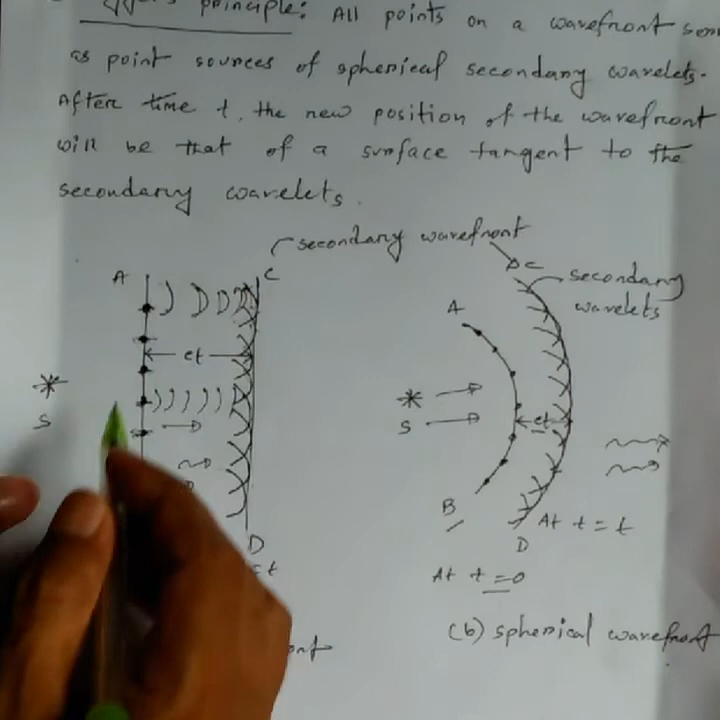 principle: All points on a wavefront
as point sources of spherical secondary wavelets.
After time t, the new position of the wavefront
will be that of a surface tangent to the
secondary wavelets.
secondary wavefront
A
C
secondary
wavelets
A
ct
S
S
ct
B
D
At t = t
D
At t = 0
(b) spherical wavefront